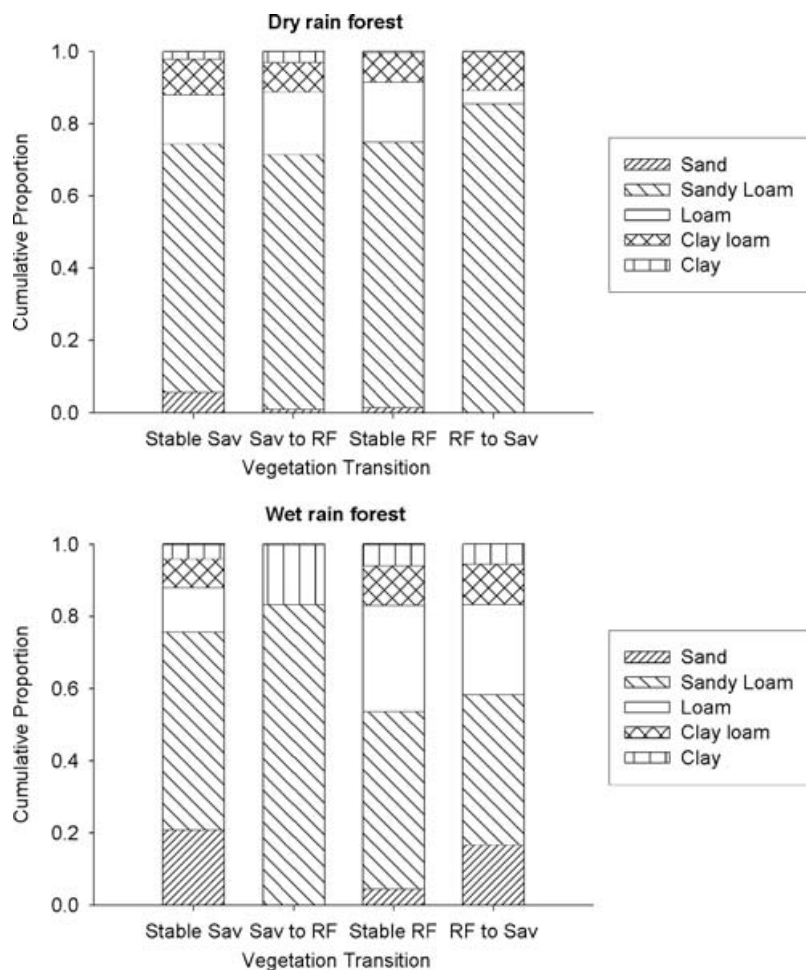 Dry rain forest
1.0
0.8
0.6
0.4
0.2
0.0
Cumulative Proportion
Stable Sav Sav to RF Stable RF RF to Sav
Vegetation Transition
Sand
Sandy Loam
Loam
Clay loam
Clay
Wet rain forest
1.0
0.8
0.6
0.4
0.2
0.0
Cumulative Proportion
Stable Sav Sav to RF Stable RF RF to Sav
Vegetation Transition
Sand
Sandy Loam
Loam
Clay loam
Clay